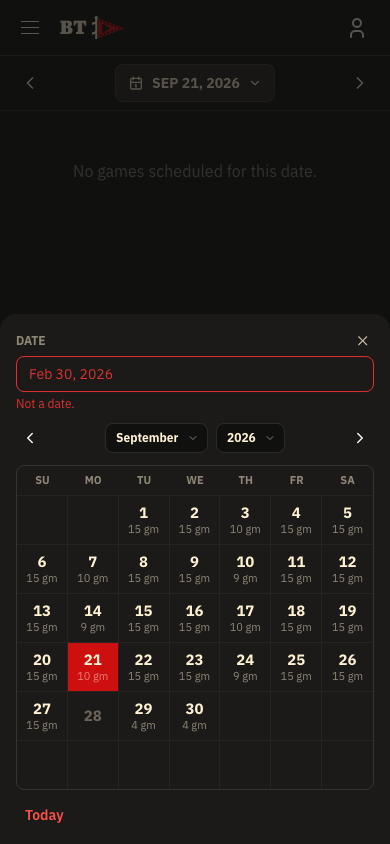 BT
SEP 21, 2026
No games scheduled for this date.
DATE
Feb 30, 2026
Not a date.
September 2026
SU MO TU WE TH FR SA
1 2 3 4 5
15 gm 15 gm 10 gm 15 gm 15 gm
6 7 8 9 10 11 12
15 gm 10 gm 15 gm 15 gm 9 gm 15 gm 15 gm
13 14 15 16 17 18 19
15 gm 9 gm 15 gm 15 gm 10 gm 15 gm 15 gm
20 21 22 23 24 25 26
15 gm 10 gm 15 gm 15 gm 9 gm 15 gm 15 gm
27 28 29 30
15 gm 4 gm 4 gm
Today